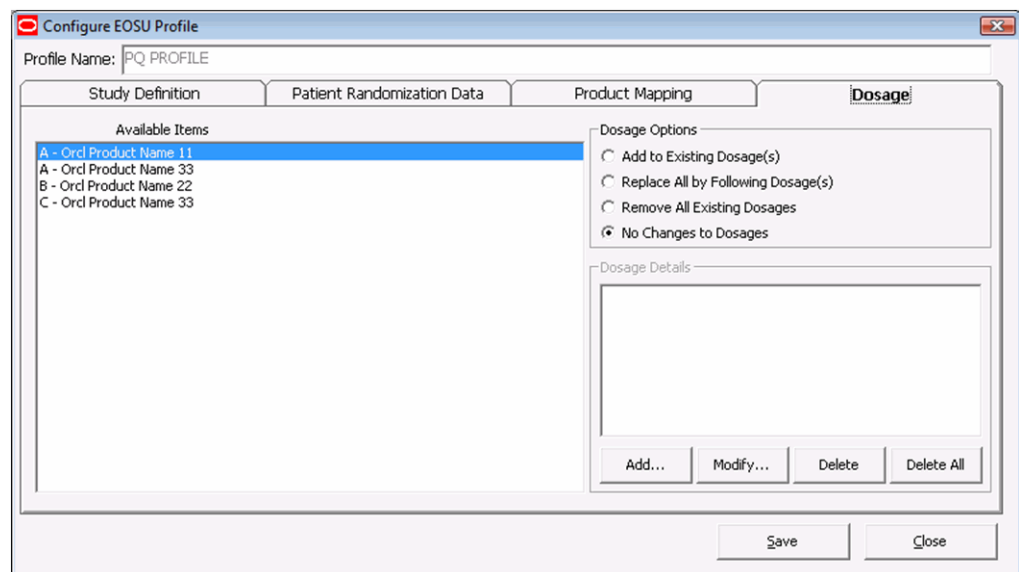 Configure EOSU Profile
Profile Name: PQ PROFILE
Study Definition
Patient Randomization Data
Product Mapping
Dosage
Available Items
A - Orcl Product Name 11
A - Orcl Product Name 33
B - Orcl Product Name 22
C - Orcl Product Name 33
Dosage Options
Add to Existing Dosage(s)
Replace All by Following Dosage(s)
Remove All Existing Dosages
No Changes to Dosages
Dosage Details
Add...
Modify...
Delete
Delete All
Save
Close